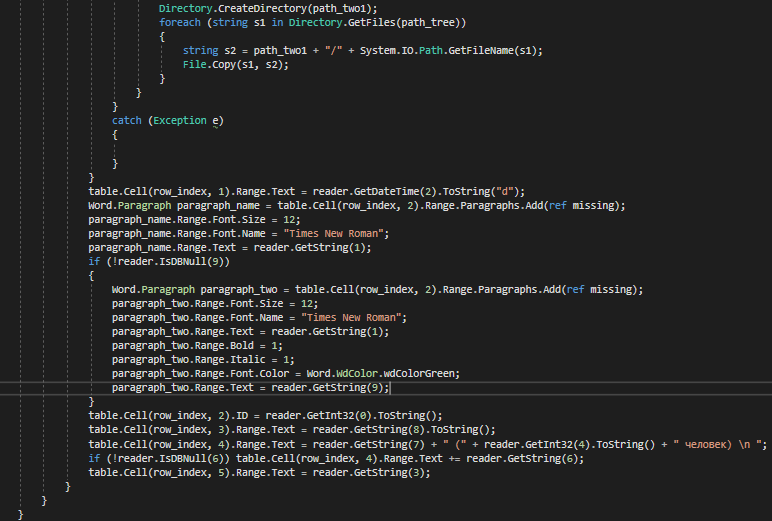 Directory.CreateDirectory(path_two1);
foreach (string s1 in Directory.GetFiles(path_tree))
{
string s2 = path_two1 + "/" + System.IO.Path.GetFileName(s1);
File.Copy(s1, s2);
}
}
}
catch (Exception e)
{
}
}
table.Cell(row_index, 1).Range.Text = reader.GetDateTime(2).ToString("d");
Word.Paragraph paragraph_name = table.Cell(row_index, 2).Range.Paragraphs.Add(ref missing);
paragraph_name.Range.Font.Size = 12;
paragraph_name.Range.Font.Name = "Times New Roman";
paragraph_name.Range.Text = reader.GetString(1);
if (!reader.IsDBNull(9))
{
Word.Paragraph paragraph_two = table.Cell(row_index, 2).Range.Paragraphs.Add(ref missing);
paragraph_two.Range.Font.Size = 12;
paragraph_two.Range.Font.Name = "Times New Roman";
paragraph_two.Range.Text = reader.GetString(1);
paragraph_two.Range.Bold = 1;
paragraph_two.Range.Italic = 1;
paragraph_two.Range.Font.Color = Word.WdColor.wdColorGreen;
paragraph_two.Range.Text = reader.GetString(9);
}
table.Cell(row_index, 2).ID = reader.GetInt32(0).ToString();
table.Cell(row_index, 3).Range.Text = reader.GetString(8).ToString();
table.Cell(row_index, 4).Range.Text = reader.GetString(7) + " (" + reader.GetInt32(4).ToString() + " человек) \n ";
if (!reader.IsDBNull(6)) table.Cell(row_index, 4).Range.Text += reader.GetString(6);
table.Cell(row_index, 5).Range.Text = reader.GetString(3);
}
}
}